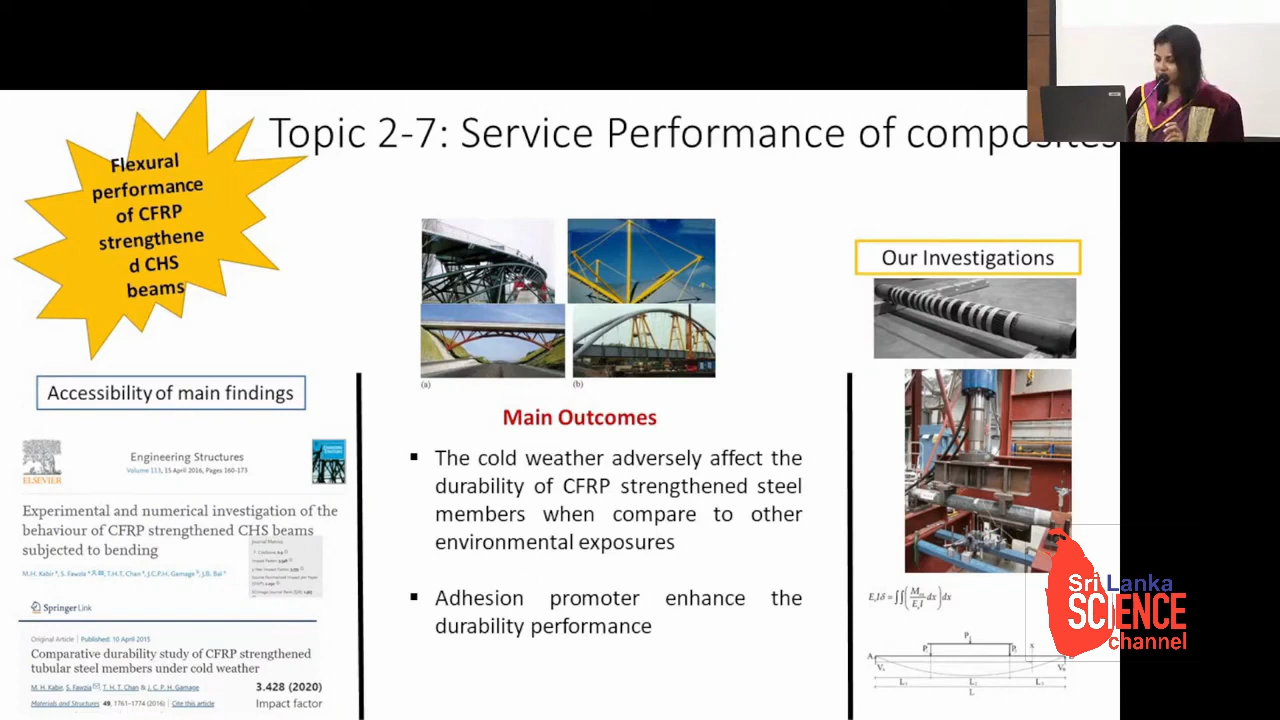 Topic 2-7: Service Performance of composites
Flexural
performance
of CFRP
strengthene
d CHS
beams
Accessibility of main findings
ELSEVIER
Engineering Structures
Volume 113, 15 April 2016, Pages 160-173
Experimental and numerical investigation of the
behaviour of CFRP strengthened CHS beams
subjected to bending
M.H. Kabir, S. Fawzia, T.H.T. Chan, J.C.P.H. Gamage, J.B. Bai
Journal Metrics
Springer Link
Original Article | Published: 10 April 2015
Comparative durability study of CFRP strengthened
tubular steel members under cold weather
M. H. Kabir, S. Fawzia, T. H. T. Chan & J. C. P. H. Gamage
Materials and Structures 49, 1761–1774 (2016) | Cite this article
3.428 (2020)
Impact factor
(a)
(b)
Main Outcomes
▪ The cold weather adversely affect the
durability of CFRP strengthened steel
members when compare to other
environmental exposures
▪ Adhesion promoter enhance the
durability performance
Our Investigations
Sri Lanka
SCIENCE
channel